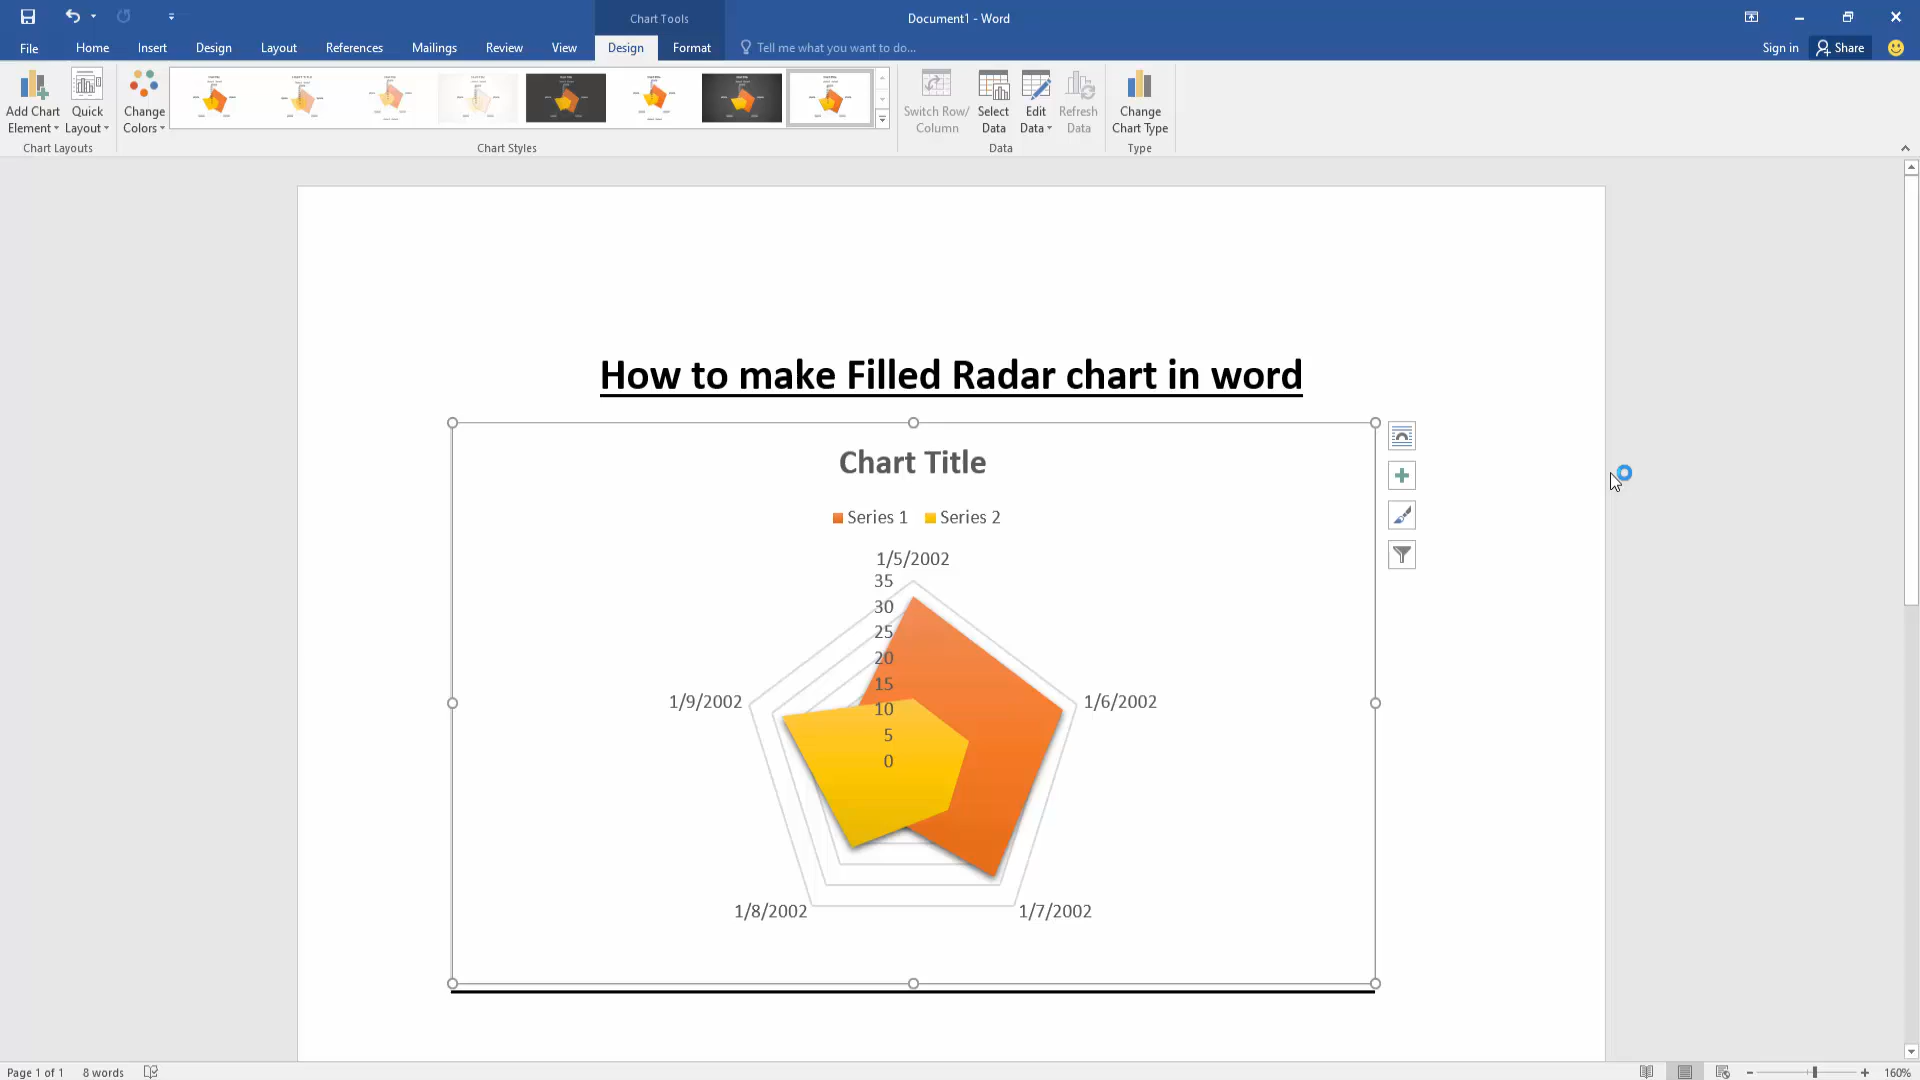 Chart Tools
Document1 - Word
File Home Insert Design Layout References Mailings Review View Design Format Tell me what you want to do...
Sign in Share
Add Chart Element
Quick Layout
Change Colors
Switch Row/ Column
Select Data
Edit Data
Refresh Data
Change Chart Type
Chart Layouts
Chart Styles
Data
Type
How to make Filled Radar chart in word
Chart Title
Series 1 Series 2
1/5/2002
35
30
25
20
15
10
5
0
1/9/2002
1/6/2002
1/8/2002
1/7/2002
Page 1 of 1 8 words
160%